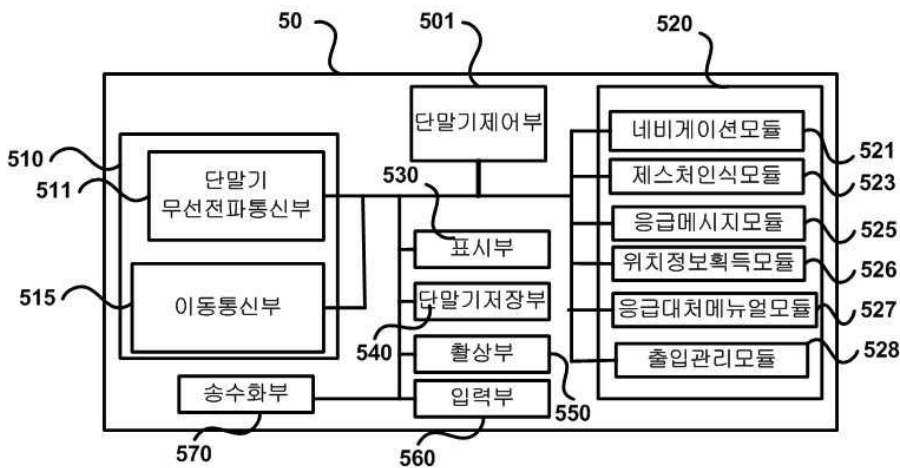 50
501
520
단말기제어부
네비게이션모듈
521
510
511
단말기
무선전파통신부
530
제스처인식모듈
523
표시부
응급메시지모듈
525
515
이동통신부
단말기저장부
540
위치정보획득모듈
526
응급대처메뉴얼모듈
527
촬상부
550
출입관리모듈
528
송수화부
570
입력부
560